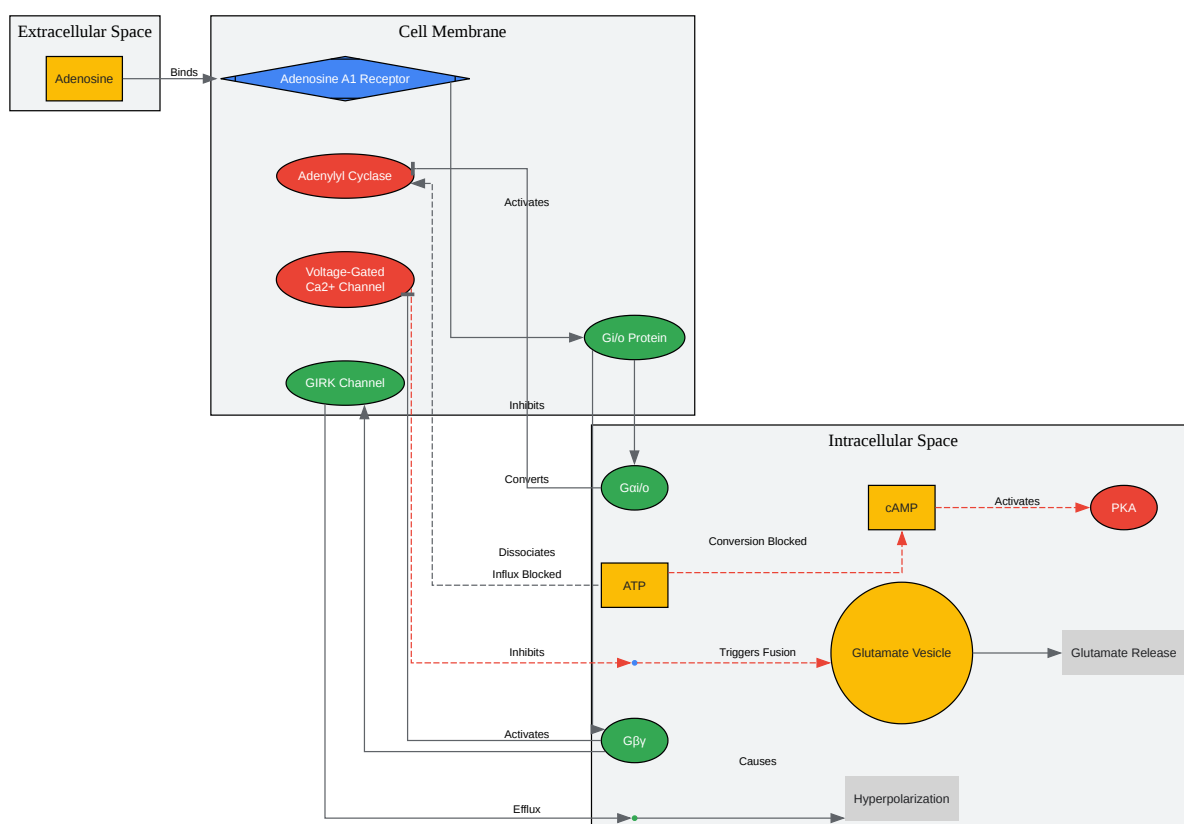 Extracellular Space
Cell Membrane
Adenosine
Binds
Adenosine A1 Receptor
Adenylyl Cyclase
Activates
Voltage-Gated
Ca2+ Channel
Gi/o Protein
GIRK Channel
Inhibits
Intracellular Space
Converts
Gαi/o
cAMP
Activates
PKA
Conversion Blocked
Dissociates
Influx Blocked
ATP
Inhibits
Triggers Fusion
Glutamate Vesicle
Glutamate Release
Activates
Gβγ
Causes
Hyperpolarization
Efflux